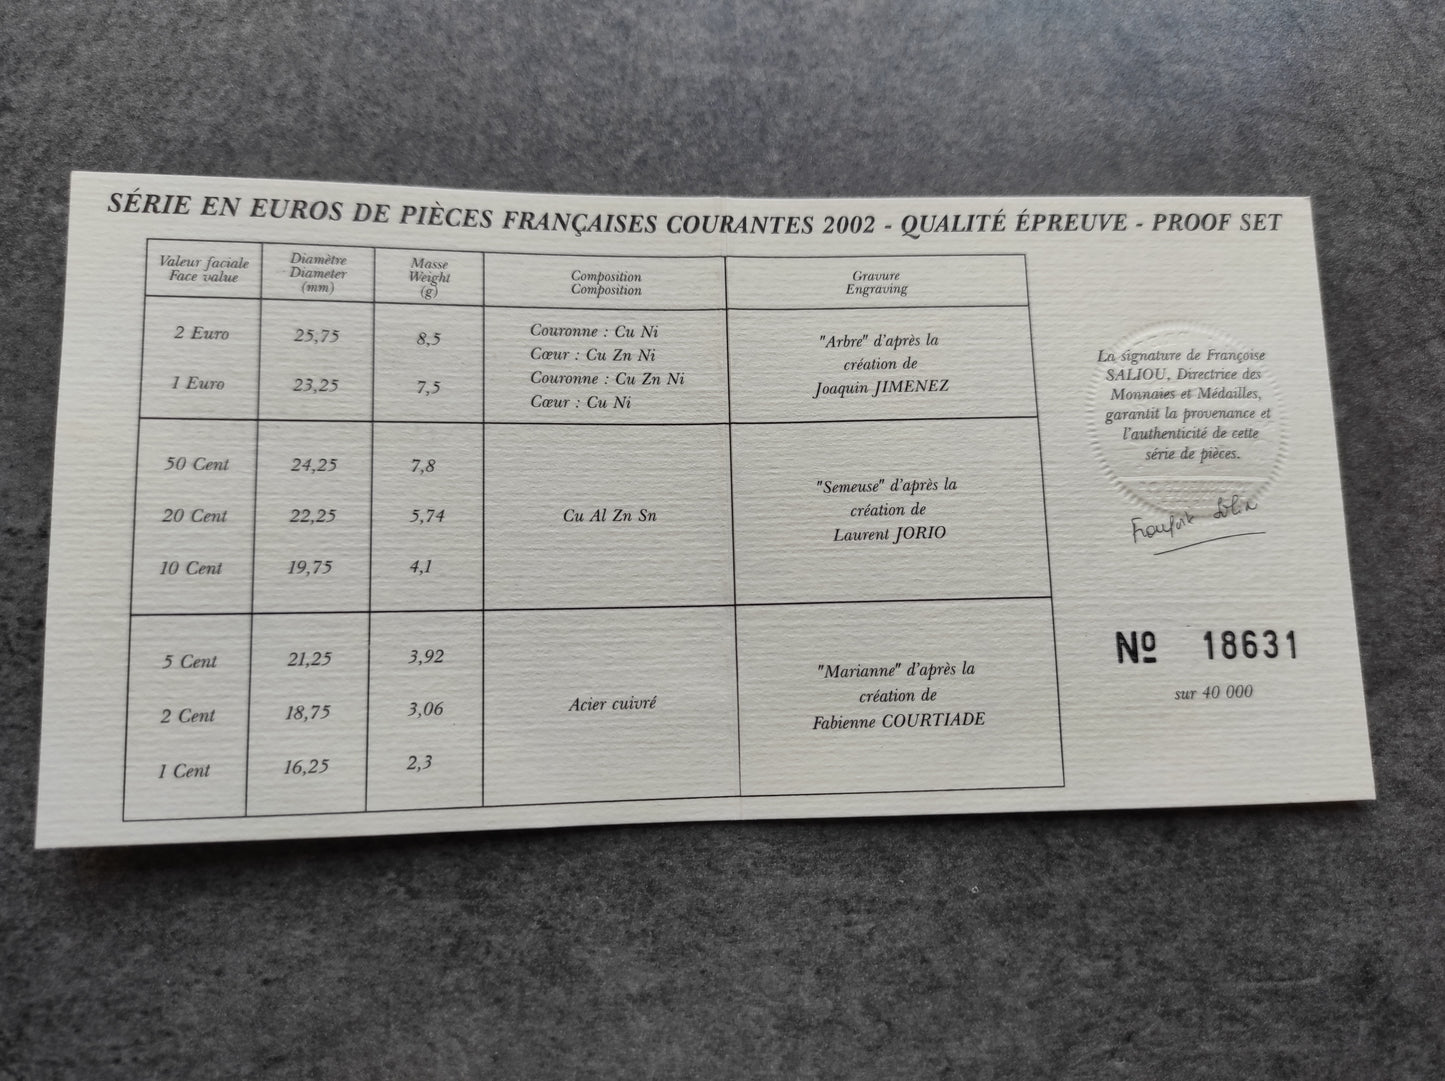 SÉRIE EN EUROS DE PIÈCES FRANÇAISES COURANTES 2002 - QUALITÉ ÉPREUVE - PROOF SET
Valeur faciale
Face value
Diamètre
Diameter
(mm)
Masse
Weight
(g)
Composition
Composition
Gravure
Engraving
2 Euro 25,75 8,5
1 Euro 23,25 7,5
Couronne : Cu Ni
Cœur : Cu Zn Ni
Couronne : Cu Zn Ni
Cœur : Cu Ni
"Arbre" d'après la
création de
Joaquin JIMENEZ
50 Cent 24,25 7,8
20 Cent 22,25 5,74
10 Cent 19,75 4,1
Cu Al Zn Sn
"Semeuse" d'après la
création de
Laurent JORIO
5 Cent 21,25 3,92
2 Cent 18,75 3,06
1 Cent 16,25 2,3
Acier cuivré
"Marianne" d'après la
création de
Fabienne COURTIADE
La signature de Françoise
SALIOU, Directrice des
Monnaies et Médailles,
garantit la provenance et
l'authenticité de cette
série de pièces.
Nº 18631
sur 40 000